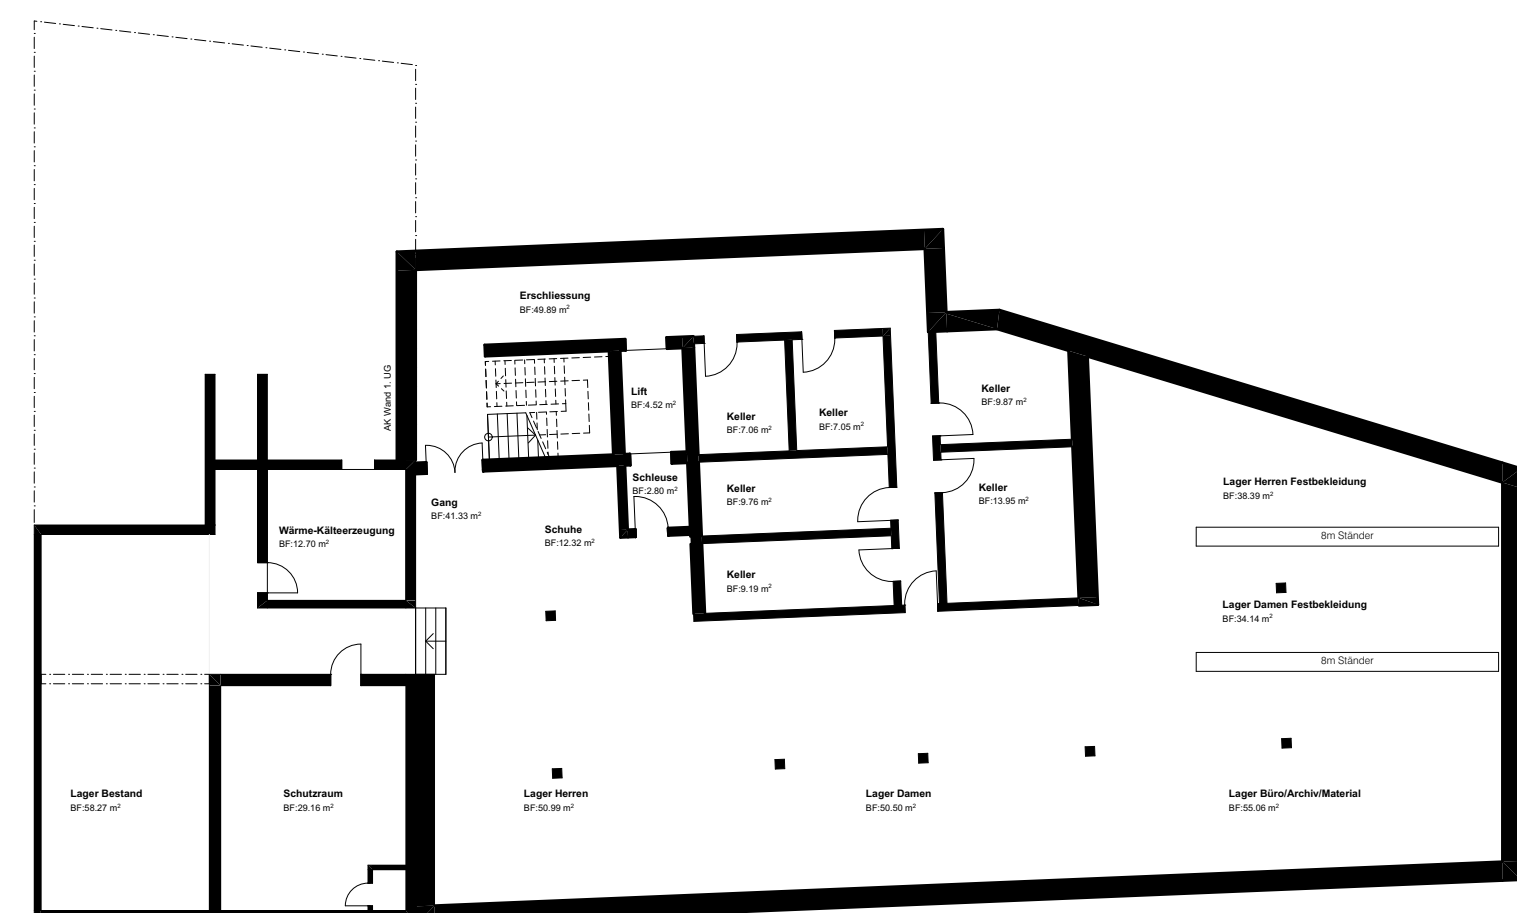 Erschliessung
BF:49.89 m²
AK Wand 1. UG
Lift
BF:4.52 m²
Keller
BF:7.06 m²
Keller
BF:7.05 m²
Keller
BF:9.87 m²
Schleuse
BF:2.80 m²
Keller
BF:9.76 m²
Keller
BF:13.95 m²
Lager Herren Festbekleidung
BF:38.39 m²
Gang
BF:41.33 m²
Wärme-Kälteerzeugung
BF:12.70 m²
Schuhe
BF:12.32 m²
8m Ständer
Keller
BF:9.19 m²
Lager Damen Festbekleidung
BF:34.14 m²
8m Ständer
Lager Bestand
BF:58.27 m²
Schutzraum
BF:29.16 m²
Lager Herren
BF:50.99 m²
Lager Damen
BF:50.50 m²
Lager Büro/Archiv/Material
BF:55.06 m²